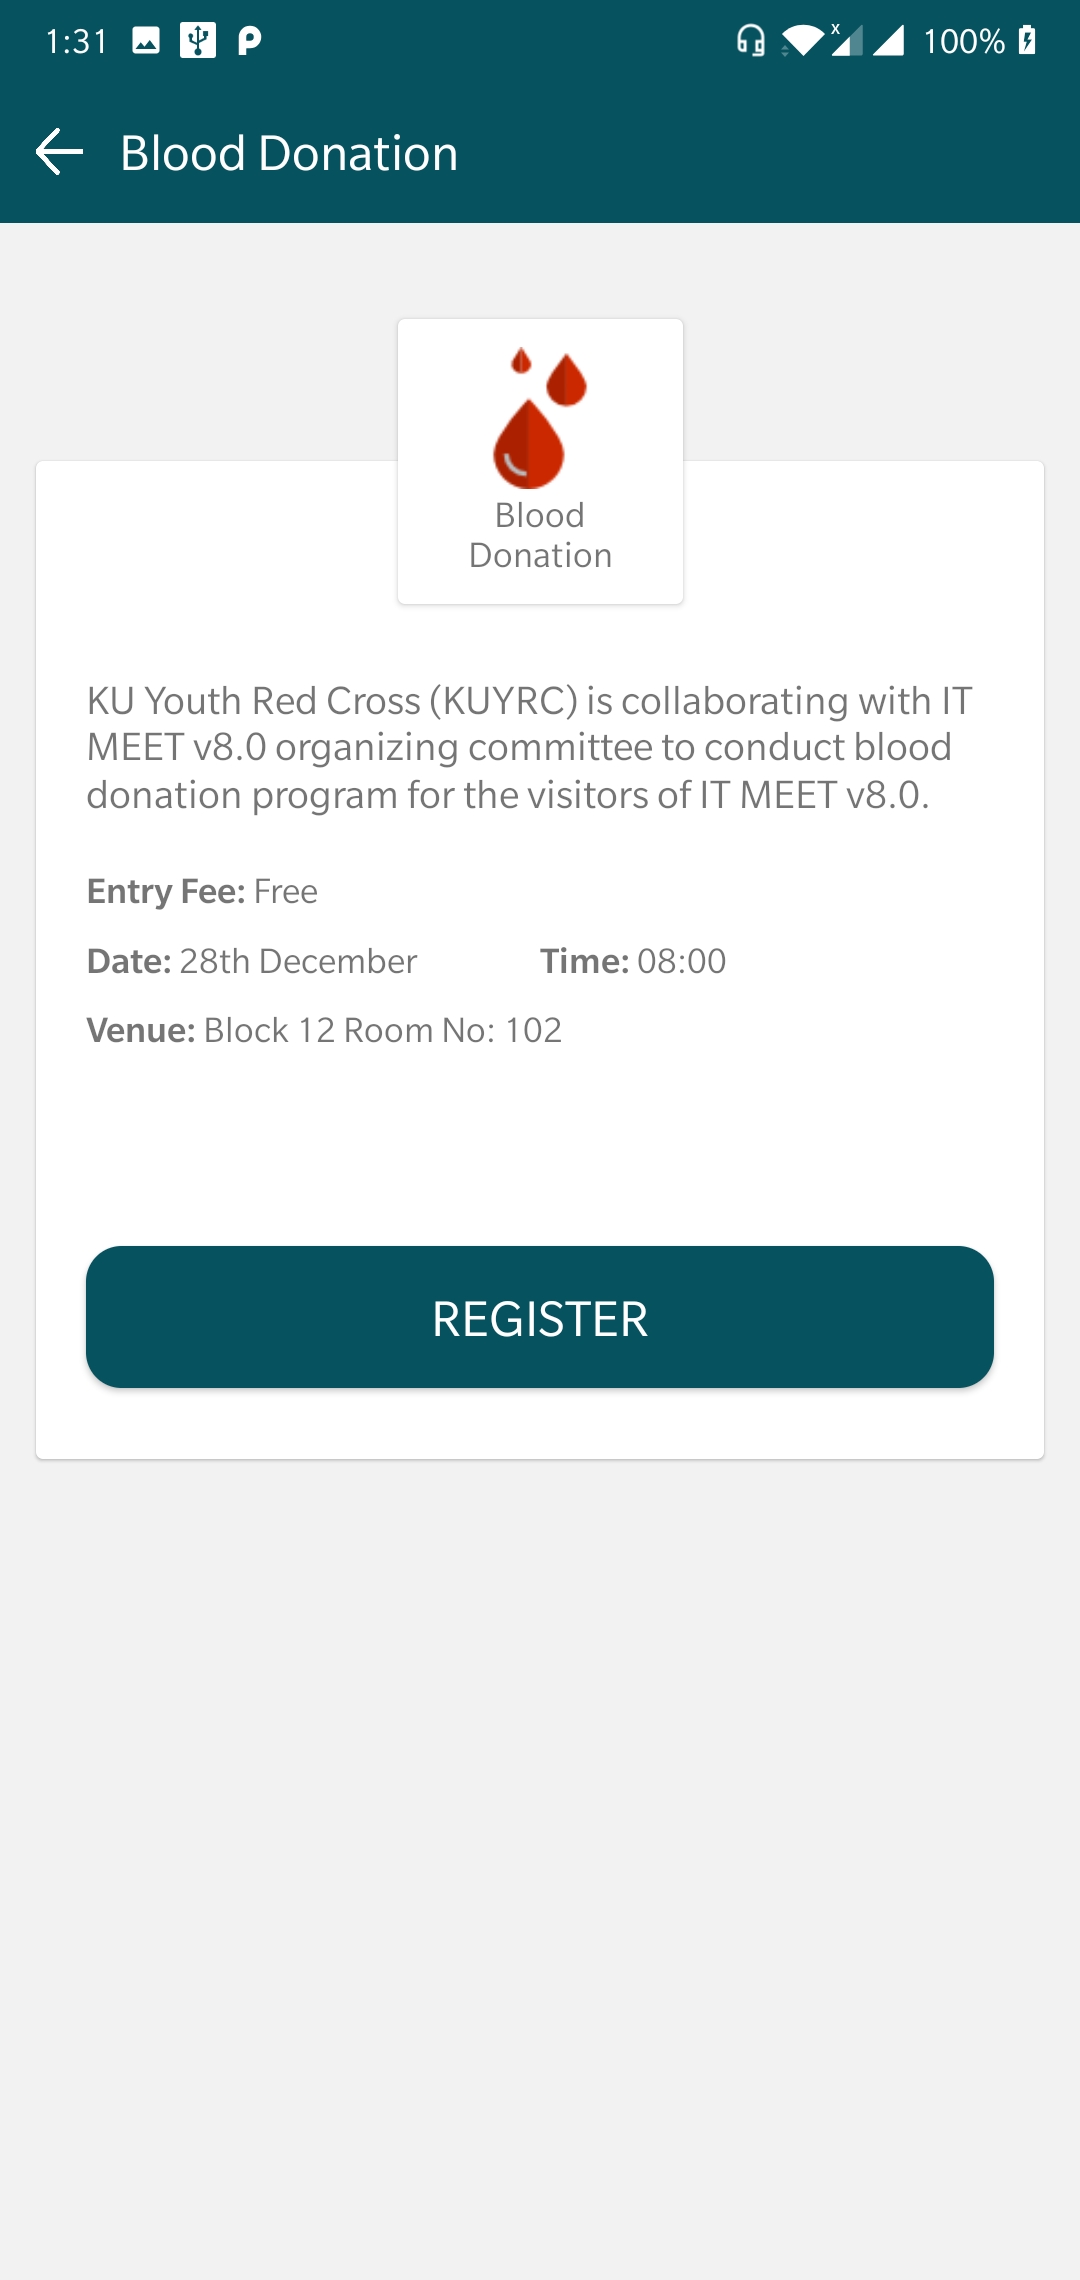 1:31
100%
Blood Donation
Blood
Donation
KU Youth Red Cross (KUYRC) is collaborating with IT
MEET v8.0 organizing committee to conduct blood
donation program for the visitors of IT MEET v8.0.
Entry Fee: Free
Date: 28th December Time: 08:00
Venue: Block 12 Room No: 102
REGISTER